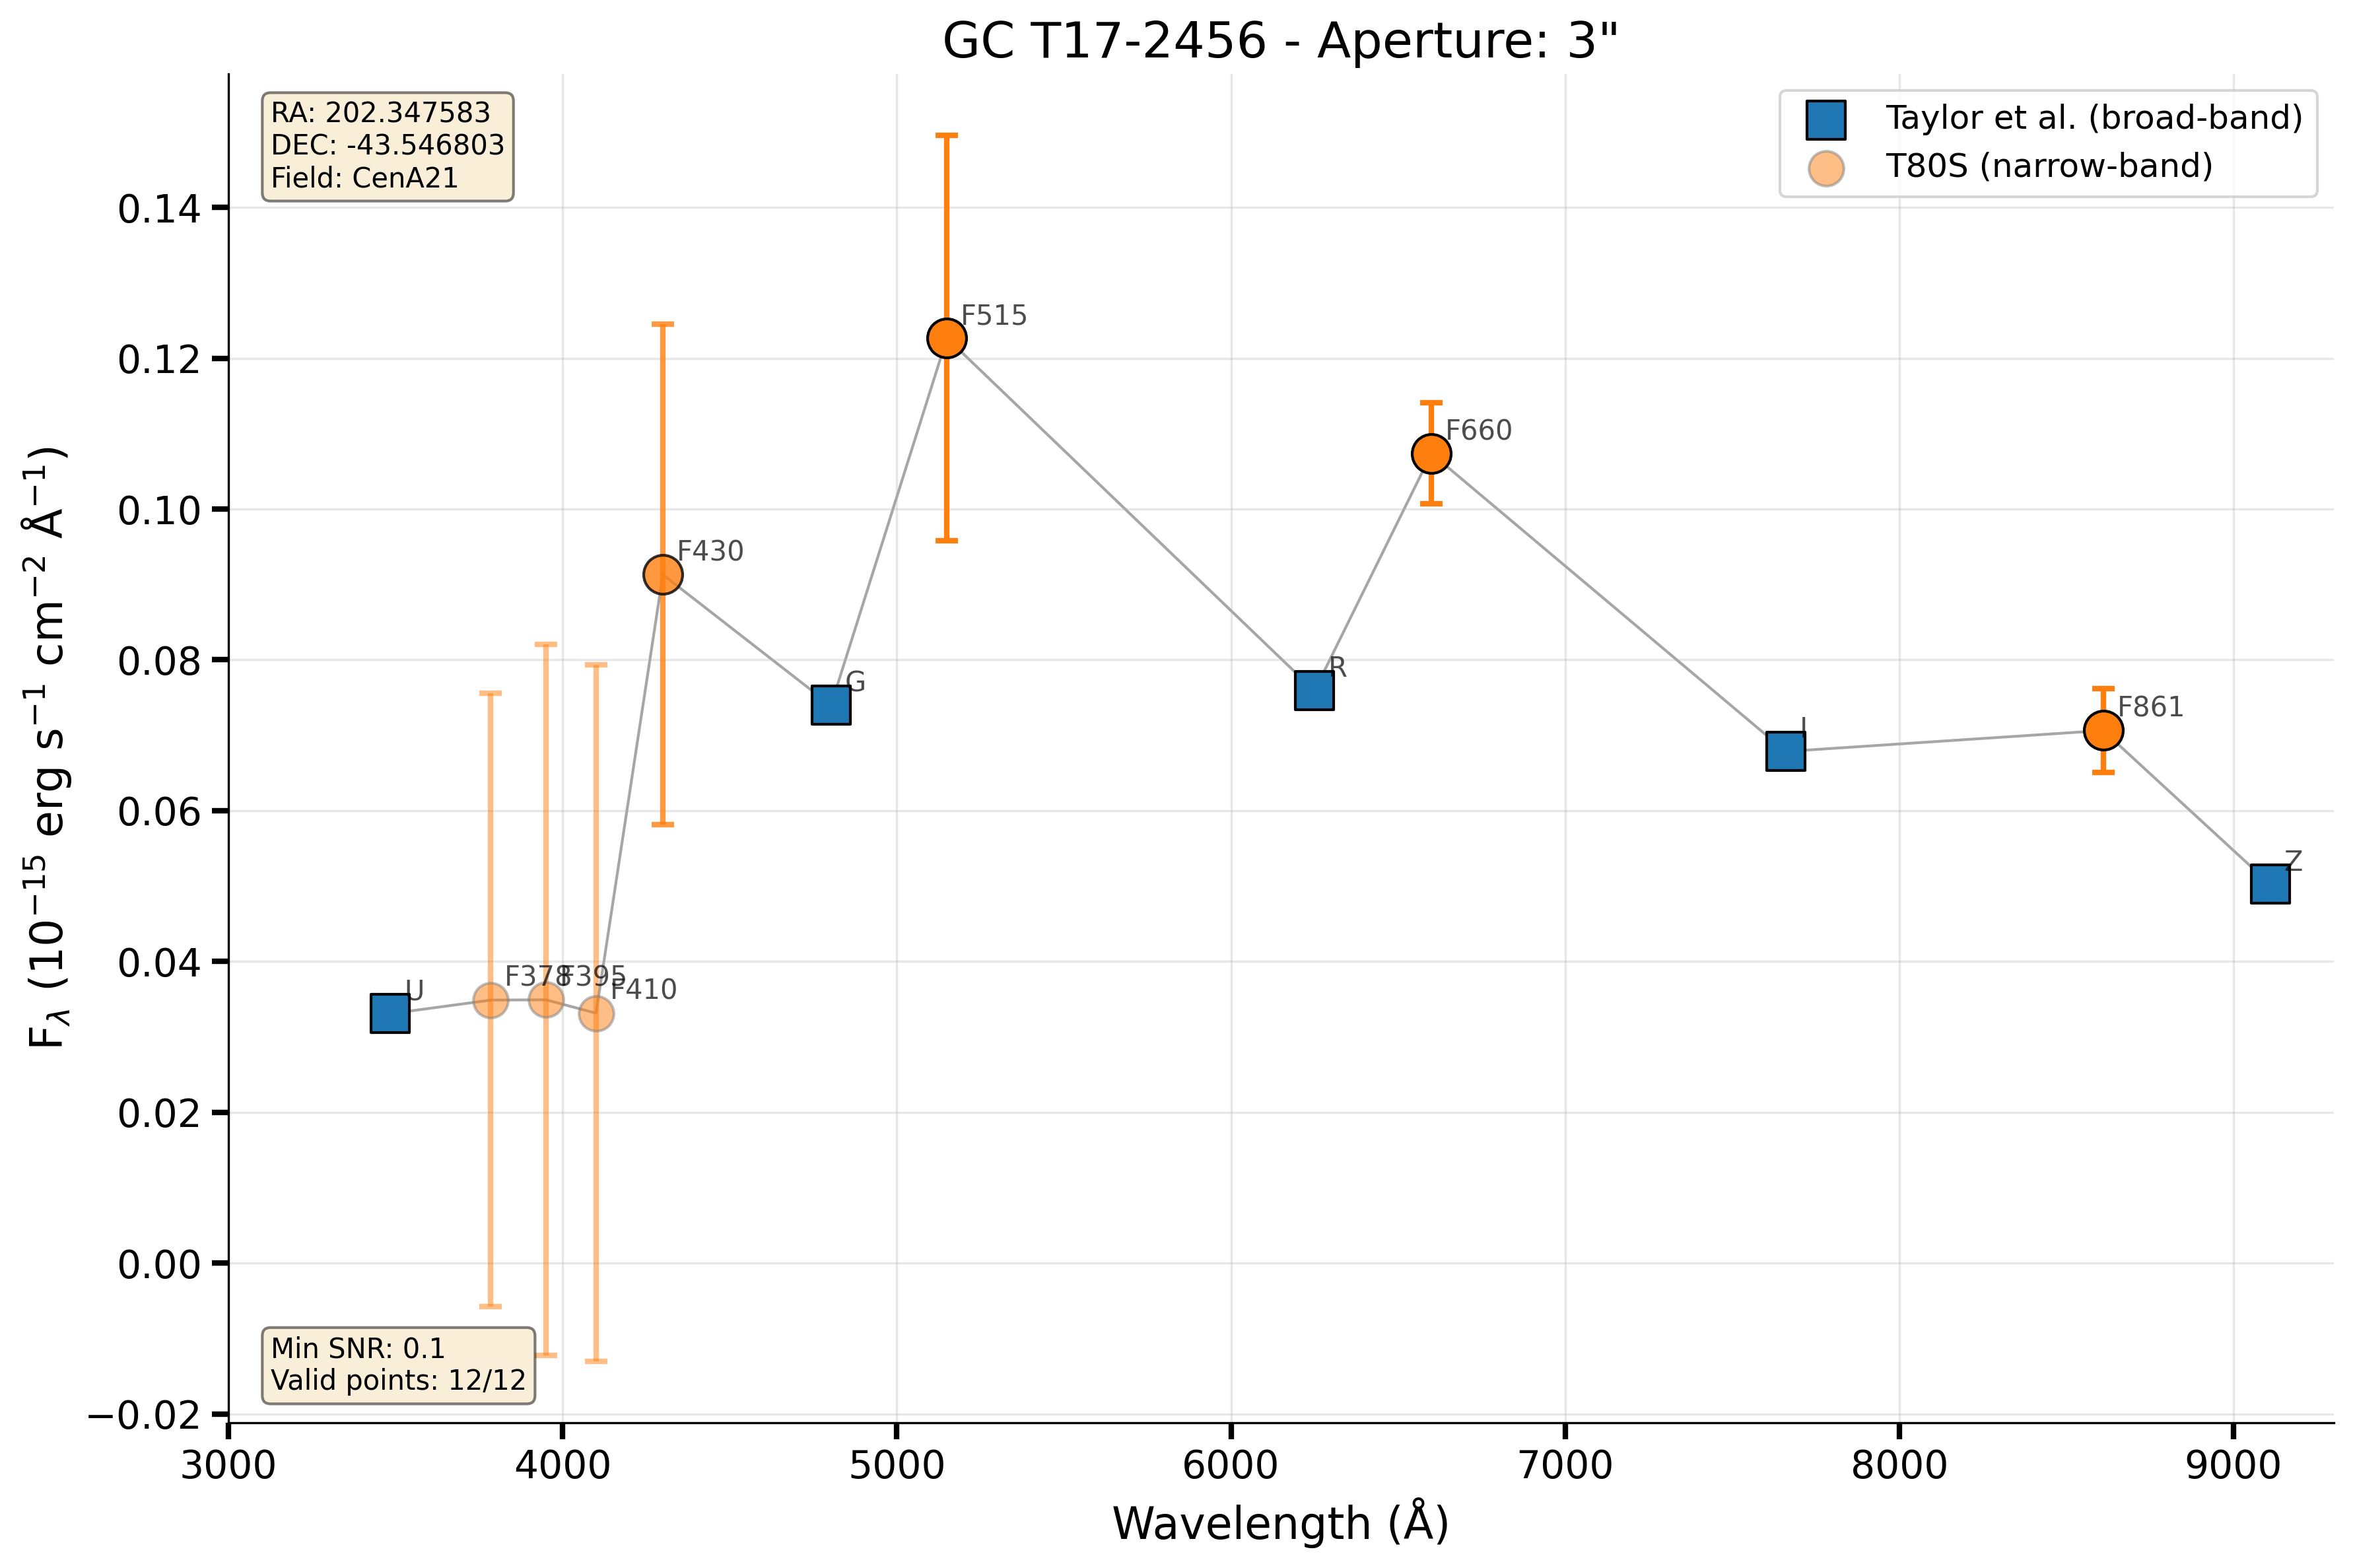 GC T17-2456 - Aperture: 3"
RA: 202.347583
DEC: -43.546803
Field: CenA21
Taylor et al. (broad-band)
T80S (narrow-band)
F515
F660
F430
R
G
F861
I
Z
F378
F395
U
F410
Min SNR: 0.1
Valid points: 12/12
0.14
0.12
0.10
0.08
0.06
0.04
0.02
0.00
−0.02
F_λ (10⁻¹⁵ erg s⁻¹ cm⁻² Å⁻¹)
3000 4000 5000 6000 7000 8000 9000
Wavelength (Å)